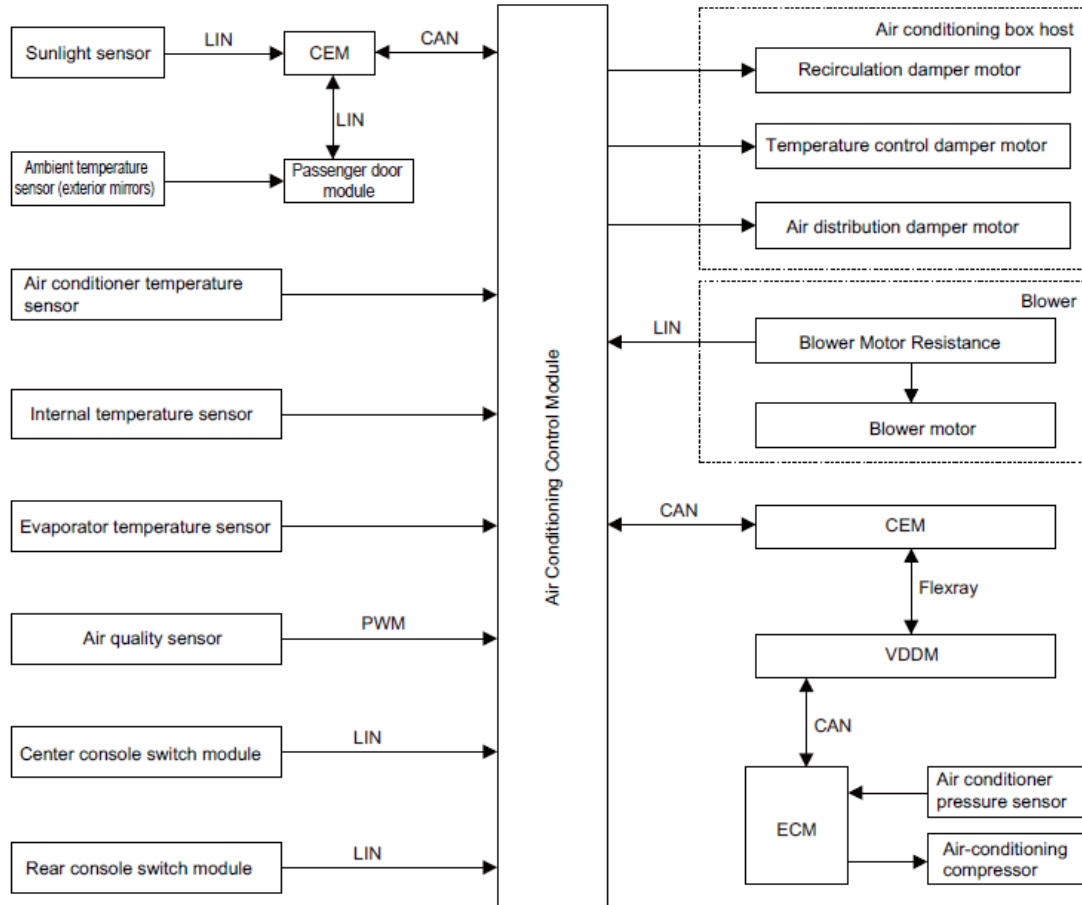 Sunlight sensor
LIN
CEM
CAN
LIN
Ambient temperature
sensor (exterior mirrors)
Passenger door
module
Air conditioner temperature
sensor
Internal temperature sensor
Evaporator temperature sensor
Air quality sensor
PWM
Center console switch module
LIN
Rear console switch module
LIN
Air Conditioning Control Module
Air conditioning box host
Recirculation damper motor
Temperature control damper motor
Air distribution damper motor
Blower
LIN
Blower Motor Resistance
Blower motor
CAN
CEM
Flexray
VDDM
CAN
ECM
Air conditioner
pressure sensor
Air-conditioning
compressor